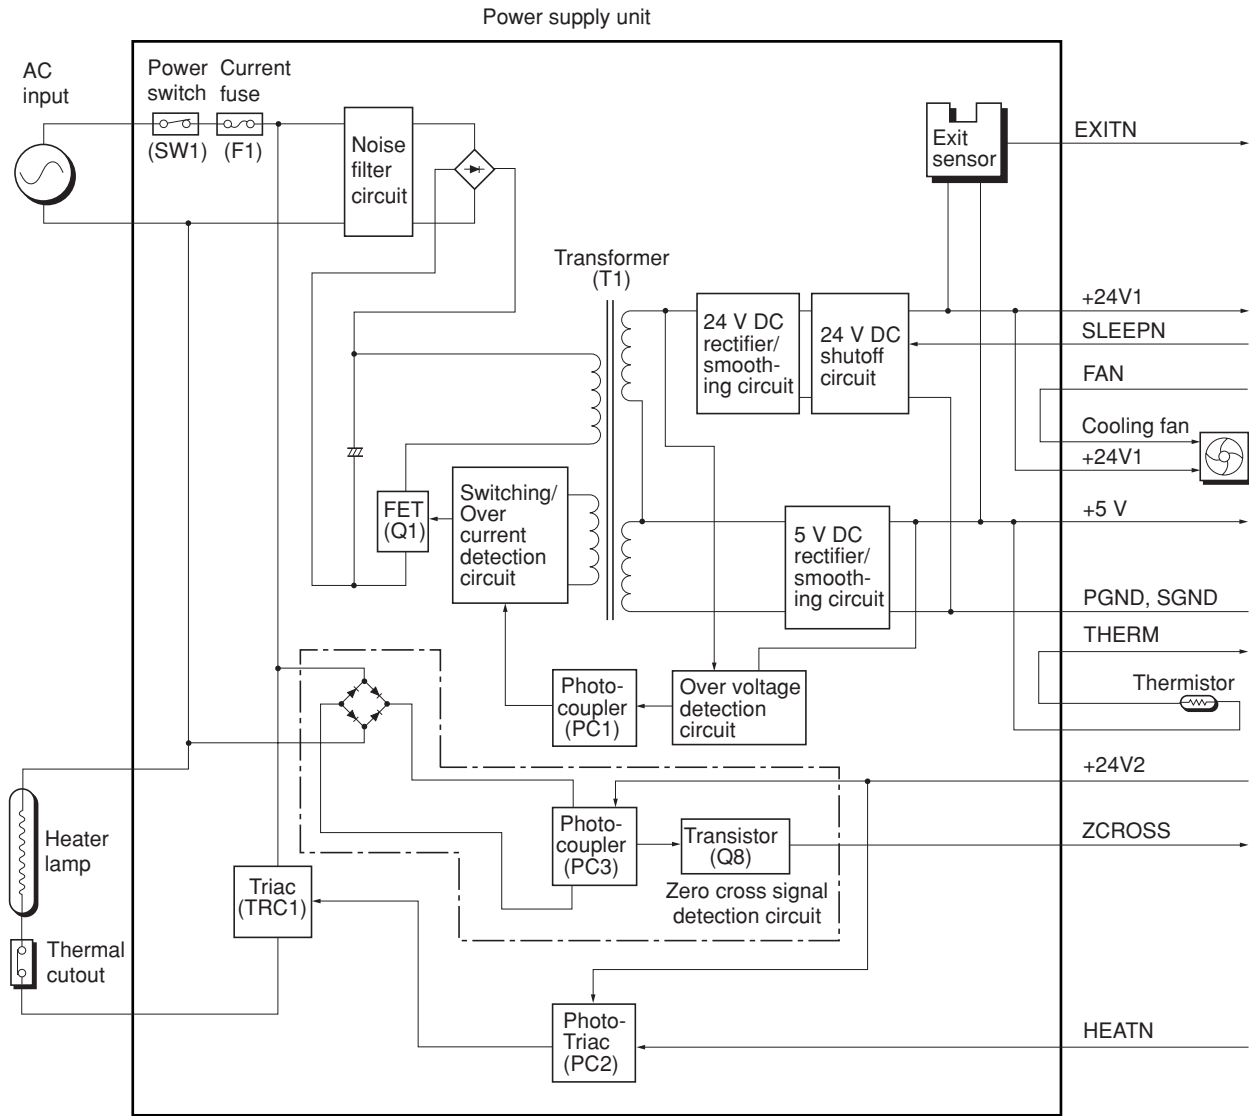 Power supply unit
AC
input
Power
switch
(SW1)
Current
fuse
(F1)
Noise
filter
circuit
Exit
sensor
EXITN
Transformer
(T1)
24 V DC
rectifier/
smooth-
ing circuit
24 V DC
shutoff
circuit
+24V1
SLEEPN
FAN
Cooling fan
+24V1
FET
(Q1)
Switching/
Over
current
detection
circuit
5 V DC
rectifier/
smooth-
ing circuit
+5 V
PGND, SGND
THERM
Thermistor
Photo-
coupler
(PC1)
Over voltage
detection
circuit
+24V2
Heater
lamp
Photo-
coupler
(PC3)
Transistor
(Q8)
ZCROSS
Zero cross signal
detection circuit
Triac
(TRC1)
Thermal
cutout
Photo-
Triac
(PC2)
HEATN